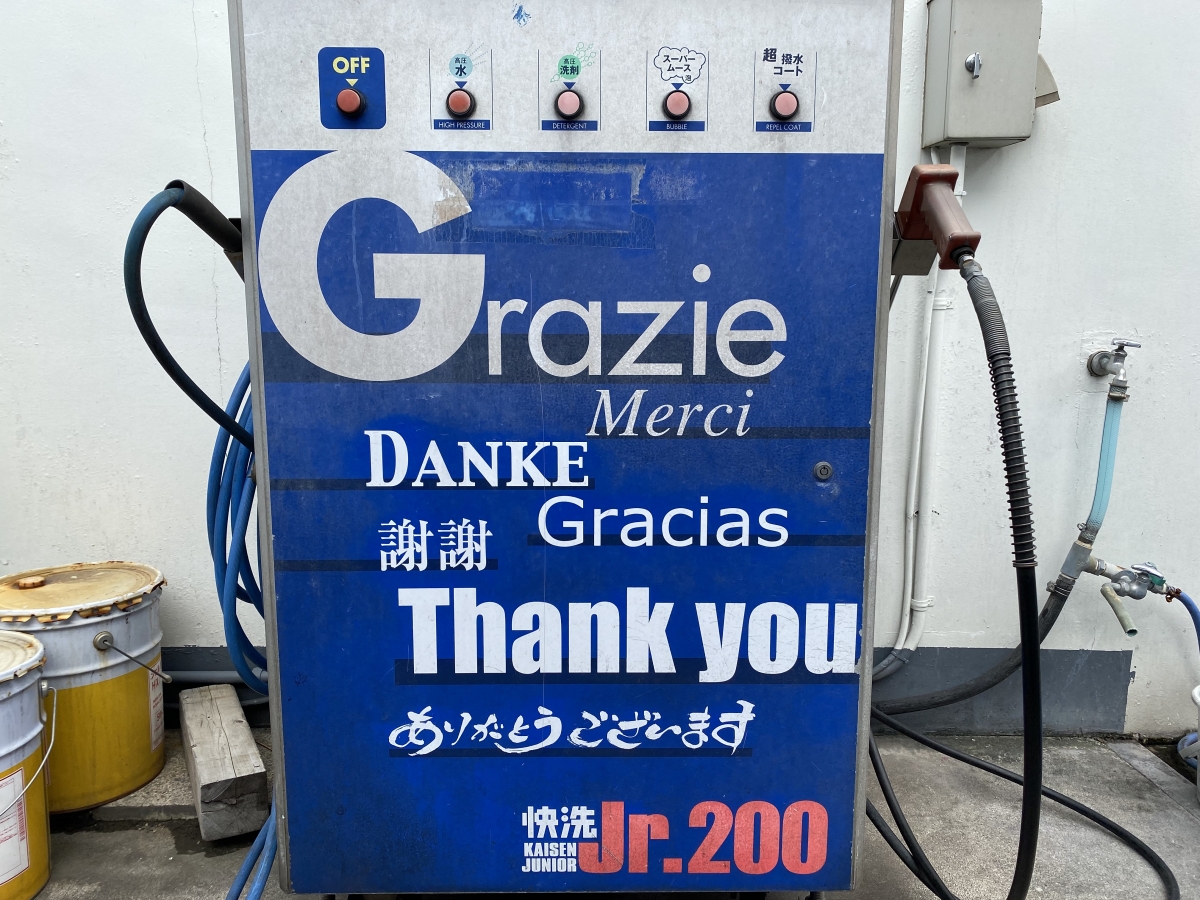 OFF
高圧
水
HIGH PRESSURE
高圧
洗剤
DETERGENT
スーパー
ムース
泡
BUBBLE
超 撥水
コート
REPEL COAT
Grazie
Merci
DANKE
Gracias
謝謝
Thank you
ありがとうございます
快洗 Jr.200
KAISEN
JUNIOR